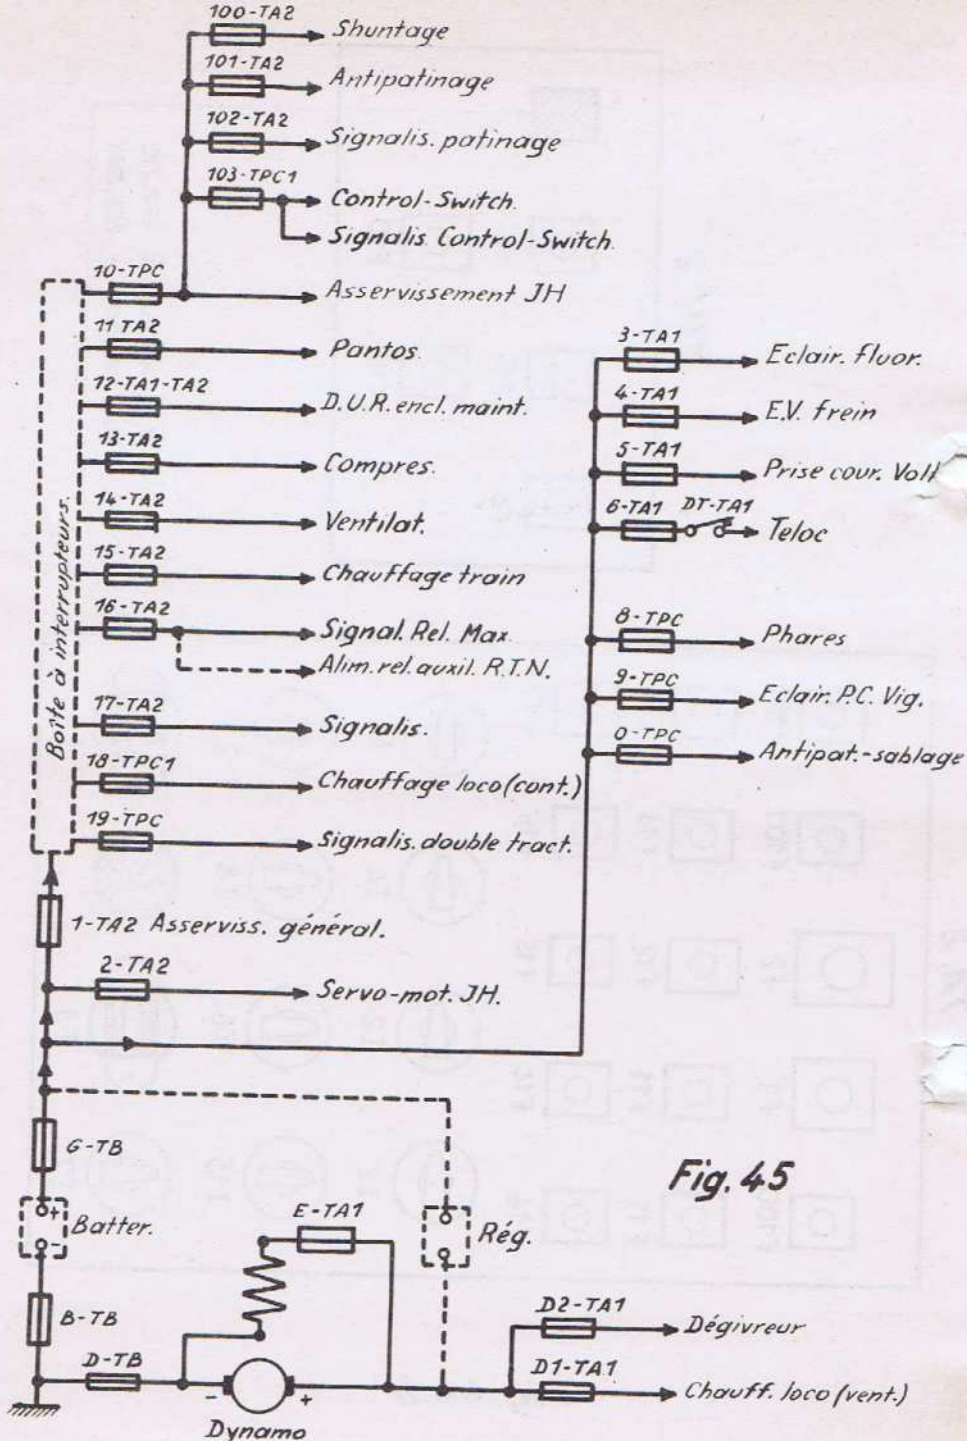 100-TA2
Shuntage
101-TA2
Antipatinage
102-TA2
Signalis. patinage
103-TPC1
Control-Switch.
Signalis Control-Switch.
10-TPC
Asservissement JH
11 TA2
Pantos.
12-TA1-TA2
D.U.R. encl. maint.
13-TA2
Compres.
14-TA2
Ventilat.
15-TA2
Chauffage train
16-TA2
Signal. Rel. Max.
Alim. rel. auxil. R.T.N.
17-TA2
Signalis.
18-TPC1
Chauffage loco (cont.)
19-TPC
Signalis. double tract.
Boîte à interrupteurs.
3-TA1
Eclair. fluor.
4-TA1
E.V. frein
5-TA1
Prise cour. Volt
6-TA1
DT-TA1
Teloc
8-TPC
Phares
9-TPC
Eclair. P.C. Vig.
0-TPC
Antipat.-sablage
1-TA2 Asserviss. général.
2-TA2
Servo-mot. JH.
G-TB
+
Batter.
-
B-TB
D-TB
E-TA1
Rég.
- +
Dynamo
D2-TA1
Dégivreur
D1-TA1
Chauff. loco (vent.)
Fig. 45